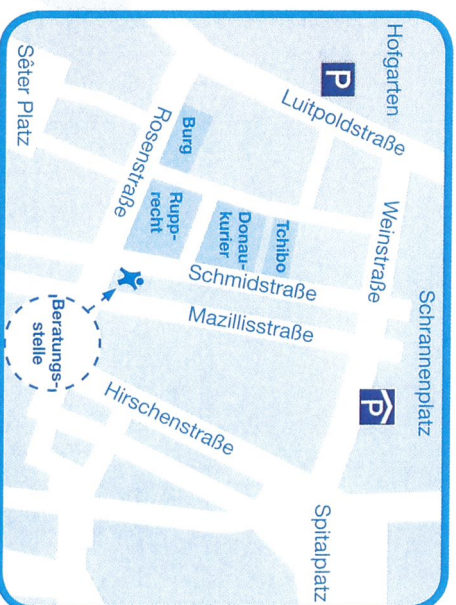 Hofgarten
P
Luitpoldstraße
Sêter Platz
Rosenstraße
Burg
Rupp-
recht
Donau-
kurier
Tchibo
Weinstraße
Schmidstraße
Mazillisstraße
Schrannenplatz
P
Beratungs-
stelle
Hirschenstraße
Spitalplatz